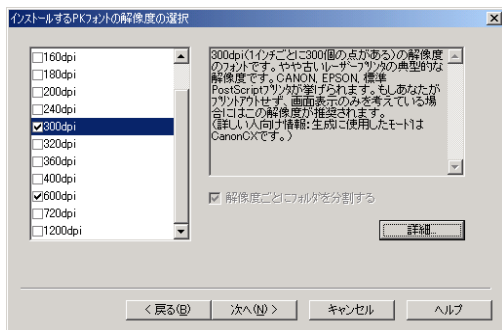 インストールするPKフォントの解像度の選択
160dpi
180dpi
200dpi
240dpi
300dpi
320dpi
360dpi
400dpi
600dpi
720dpi
1200dpi
300dpi(1インチごとに300個の点がある)の解像度
のフォントです。やや古いレーザープリンタの典型的な
解像度です。CANON, EPSON, 標準
PostScriptプリンタが挙げられます。もしあなたが
プリントアウトせず、画面表示のみを考えている場
合にはこの解像度が推奨されます。
(詳しい人向け情報: 生成に使用したモードは
CanonCXです。)
解像度ごとにフォルダを分割する
詳細...
< 戻る(B)
次へ(N) >
キャンセル
ヘルプ